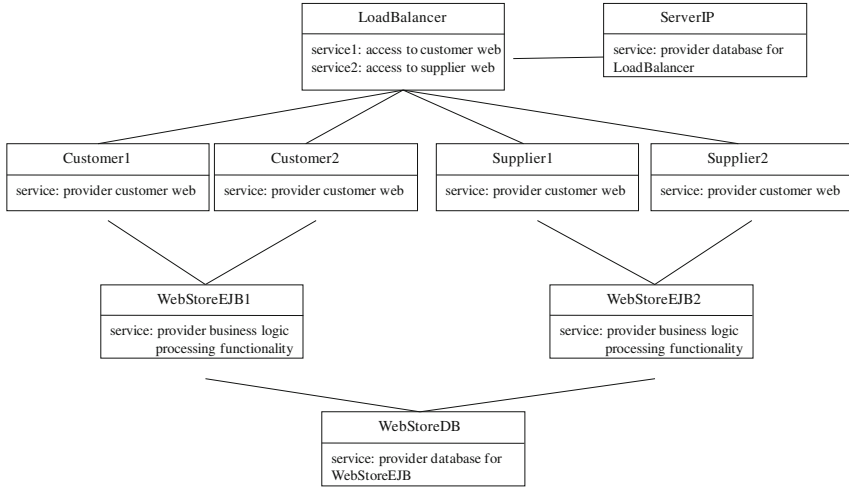 LoadBalancer
service1: access to customer web
service2: access to supplier web
ServerIP
service: provider database for
LoadBalancer
Customer1
service: provider customer web
Customer2
service: provider customer web
Supplier1
service: provider customer web
Supplier2
service: provider customer web
WebStoreEJB1
service: provider business logic
processing functionality
WebStoreEJB2
service: provider business logic
processing functionality
WebStoreDB
service: provider database for
WebStoreEJB